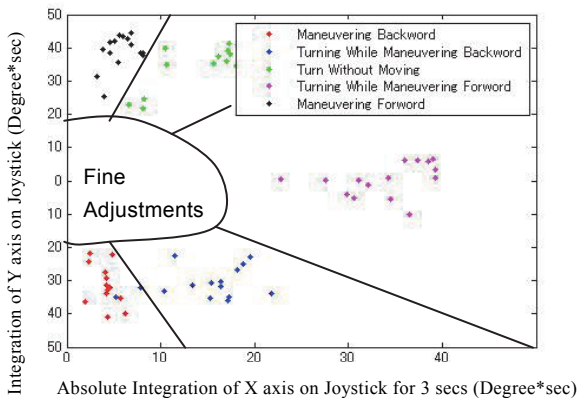 Integration of Y axis on Joystick (Degree*sec)
50
40
30
20
10
0
10
20
30
40
50
Maneuvering Backword
Turning While Maneuvering Backword
Turn Without Moving
Turning While Maneuvering Forword
Maneuvering Forword
Fine
Adjustments
0 10 20 30 40
Absolute Integration of X axis on Joystick for 3 secs (Degree*sec)